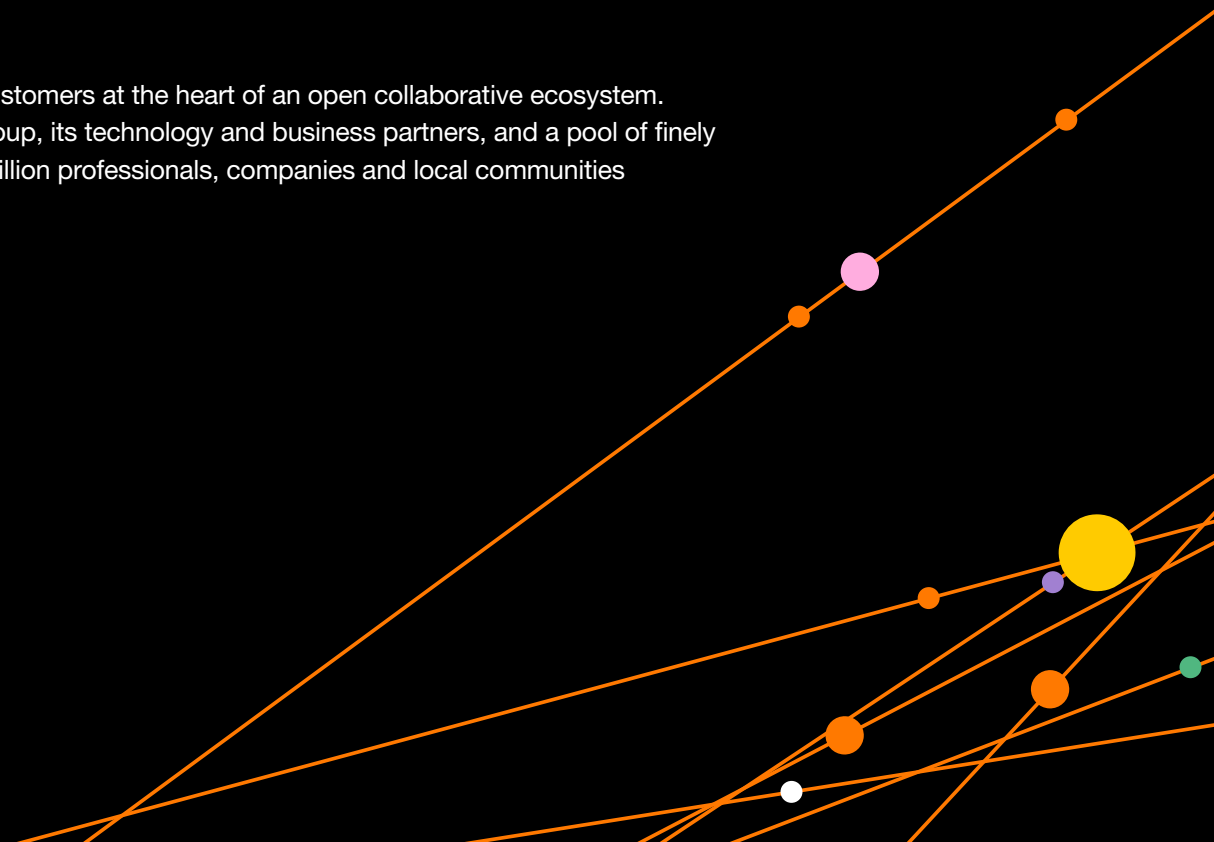 stomers at the heart of an open collaborative ecosystem.
oup, its technology and business partners, and a pool of finely
illion professionals, companies and local communities